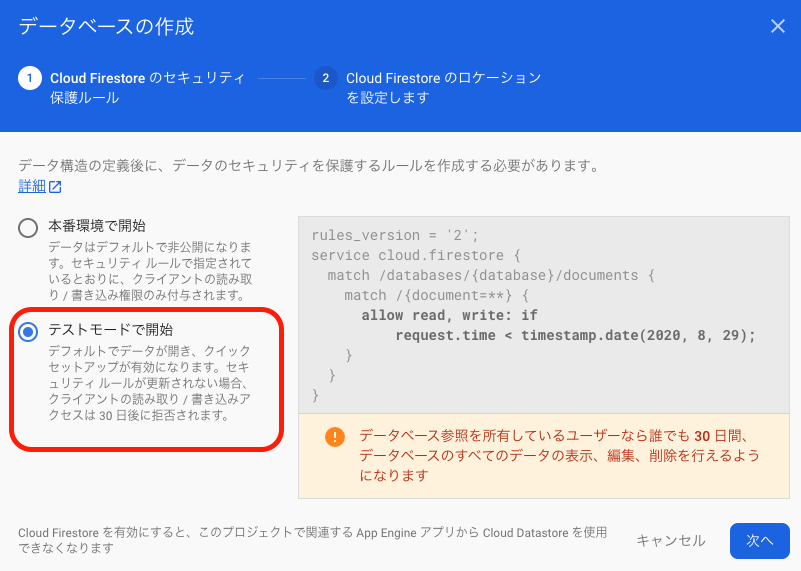 データベースの作成
1 Cloud Firestore のセキュリティ
保護ルール
2 Cloud Firestore のロケーション
を設定します
データ構造の定義後に、データのセキュリティを保護するルールを作成する必要があります。
詳細
本番環境で開始
データはデフォルトで非公開になりま
す。セキュリティ ルールで指定されて
いるとおりに、クライアントの読み取
り / 書き込み権限のみ付与されます。
テストモードで開始
デフォルトでデータが開き、クイック
セットアップが有効になります。セキ
ュリティ ルールが更新されない場合、
クライアントの読み取り / 書き込みア
クセスは 30 日後に拒否されます。
rules_version = '2';
service cloud.firestore {
match /databases/{database}/documents {
match /{document=**} {
allow read, write: if
request.time < timestamp.date(2020, 8, 29);
}
}
}
データベース参照を所有しているユーザーなら誰でも 30 日間、
データベースのすべてのデータの表示、編集、削除を行えるよう
になります
Cloud Firestore を有効にすると、このプロジェクトで関連する App Engine アプリから Cloud Datastore を使用
できなくなります
キャンセル
次へ